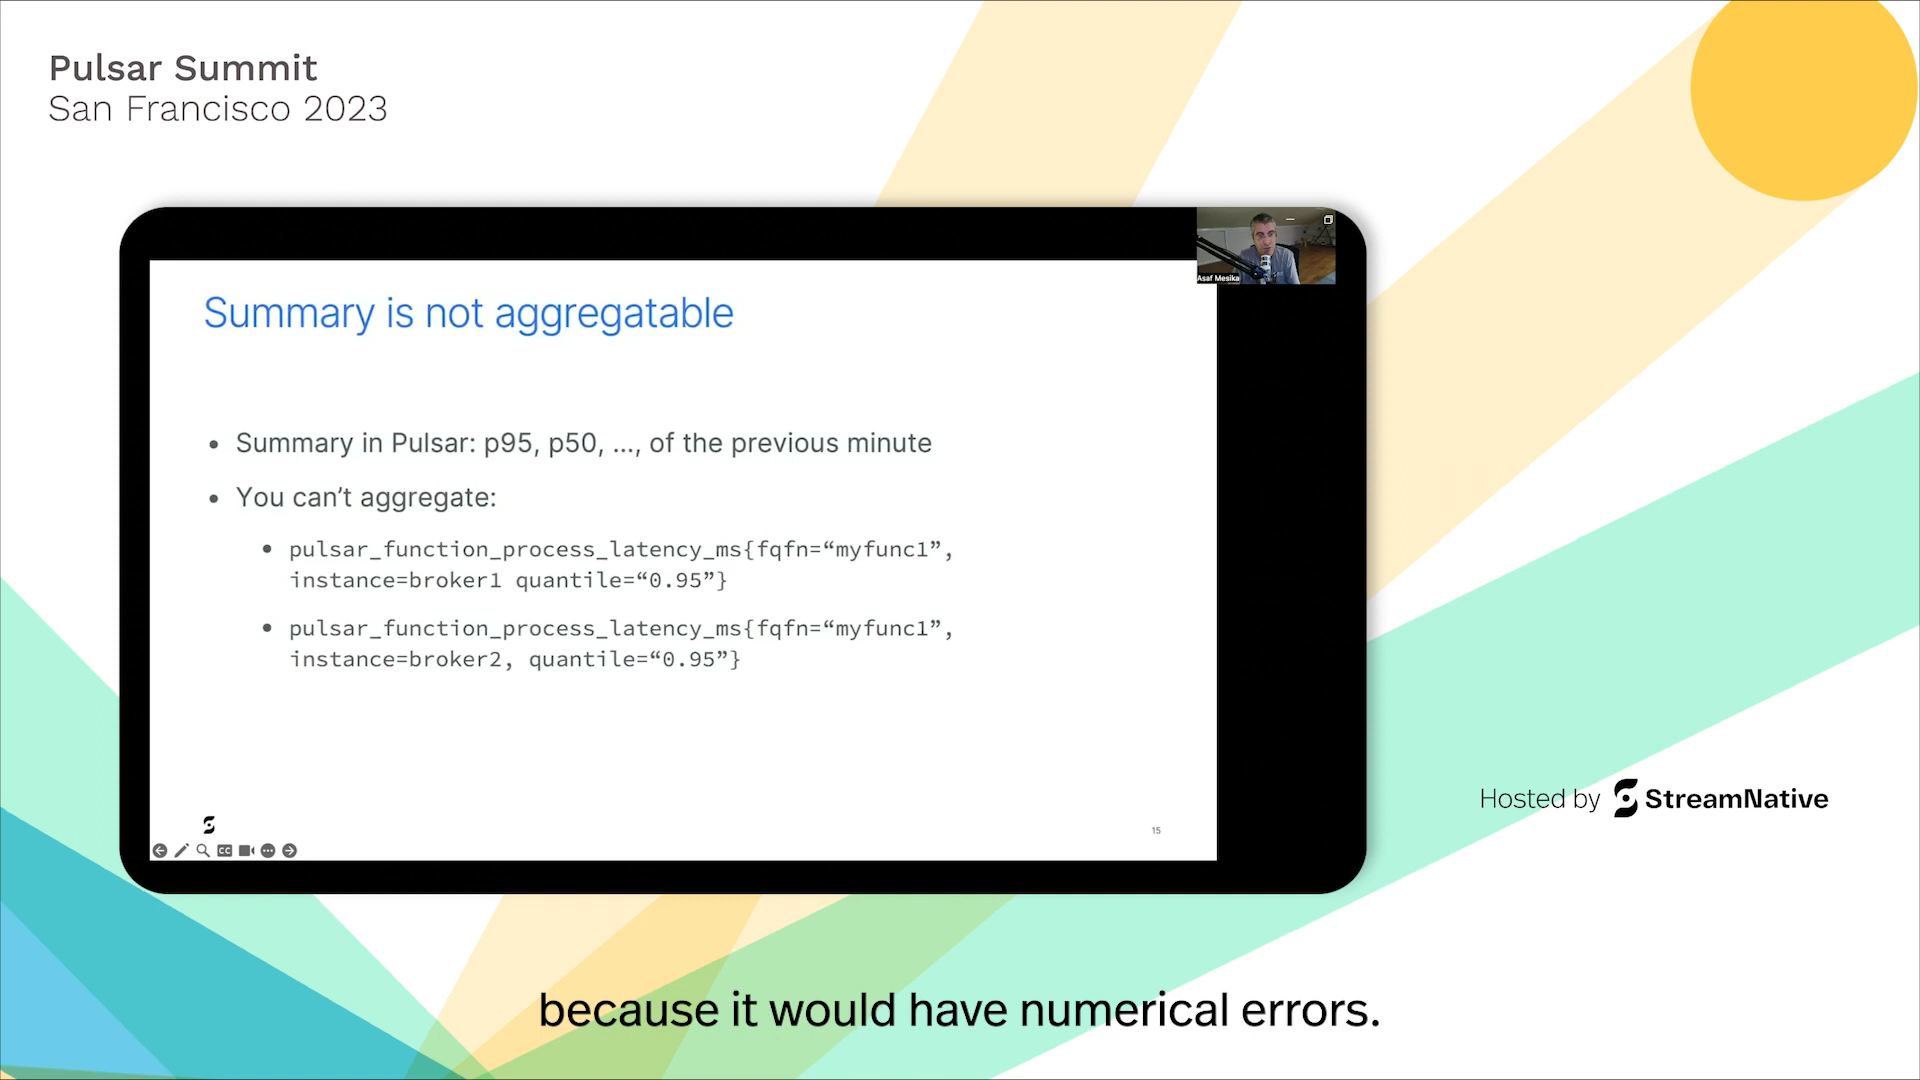 Pulsar Summit
San Francisco 2023
Asaf Mesika
Summary is not aggregatable
• Summary in Pulsar: p95, p50, ..., of the previous minute
• You can’t aggregate:
• pulsar_function_process_latency_ms{fqfn=“myfunc1”,
instance=broker1 quantile=“0.95”}
• pulsar_function_process_latency_ms{fqfn=“myfunc1”,
instance=broker2, quantile=“0.95”}
15
CC
Hosted by StreamNative
because it would have numerical errors.